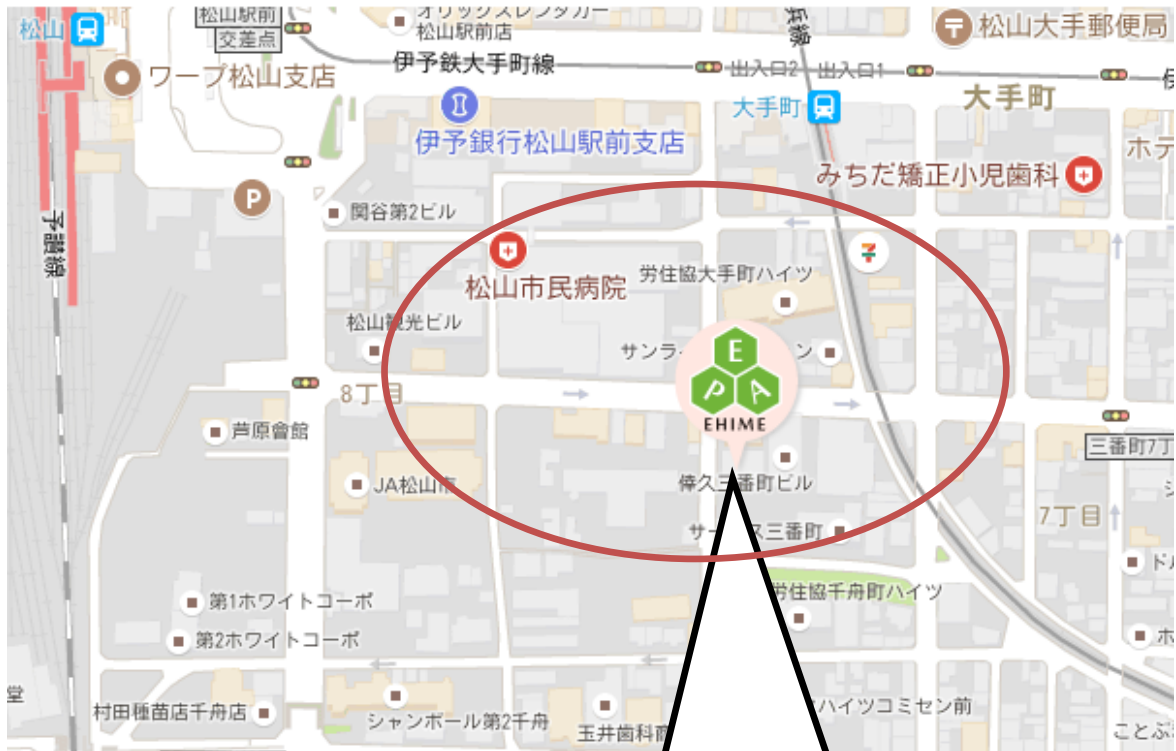 松山
松山駅前
交差点
オリックスレンタカー
松山駅前店
浜線
松山大手郵便局
ワープ松山支店
伊予鉄大手町線
出入口2
出入口1
伊
大手町
大手町
伊予銀行松山駅前支店
みちだ矯正小児歯科
ホテ
P
関谷第2ビル
予讃線
松山市民病院
労住協大手町ハイツ
7
松山観光ビル
サンラ
ン
E
P A
EHIME
8丁目
芦原會館
三番町7丁
JA松山市
倖久三番町ビル
7丁目
サー
ス三番町
労住協千舟町ハイツ
第1ホワイトコーポ
第2ホワイトコーポ
堂
村田種苗店千舟店
シャンボール第2千舟
玉井歯科商
ハイツコミセン前
ことぶ